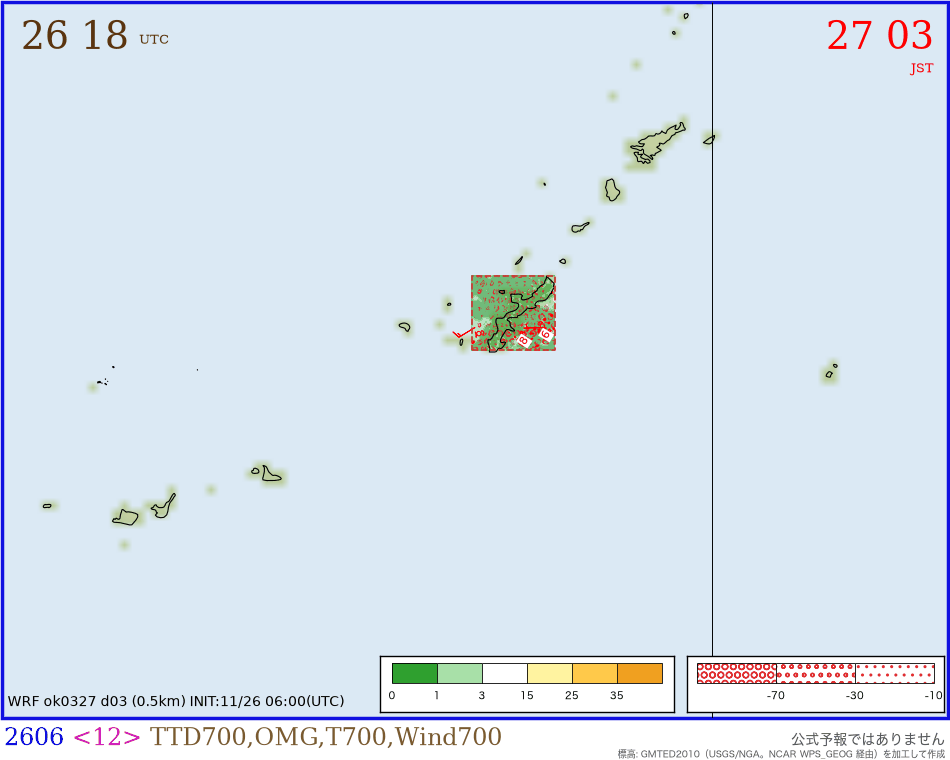 26 18 UTC
27 03
JST
8 6
WRF ok0327 d03 (0.5km) INIT:11/26 06:00(UTC)
0 1 3 15 25 35
-70 -30 -10
2606 <12> TTD700,OMG,T700,Wind700
公式予報ではありません
標高: GMTED2010（USGS/NGA。NCAR WPS_GEOG 経由）を加工して作成